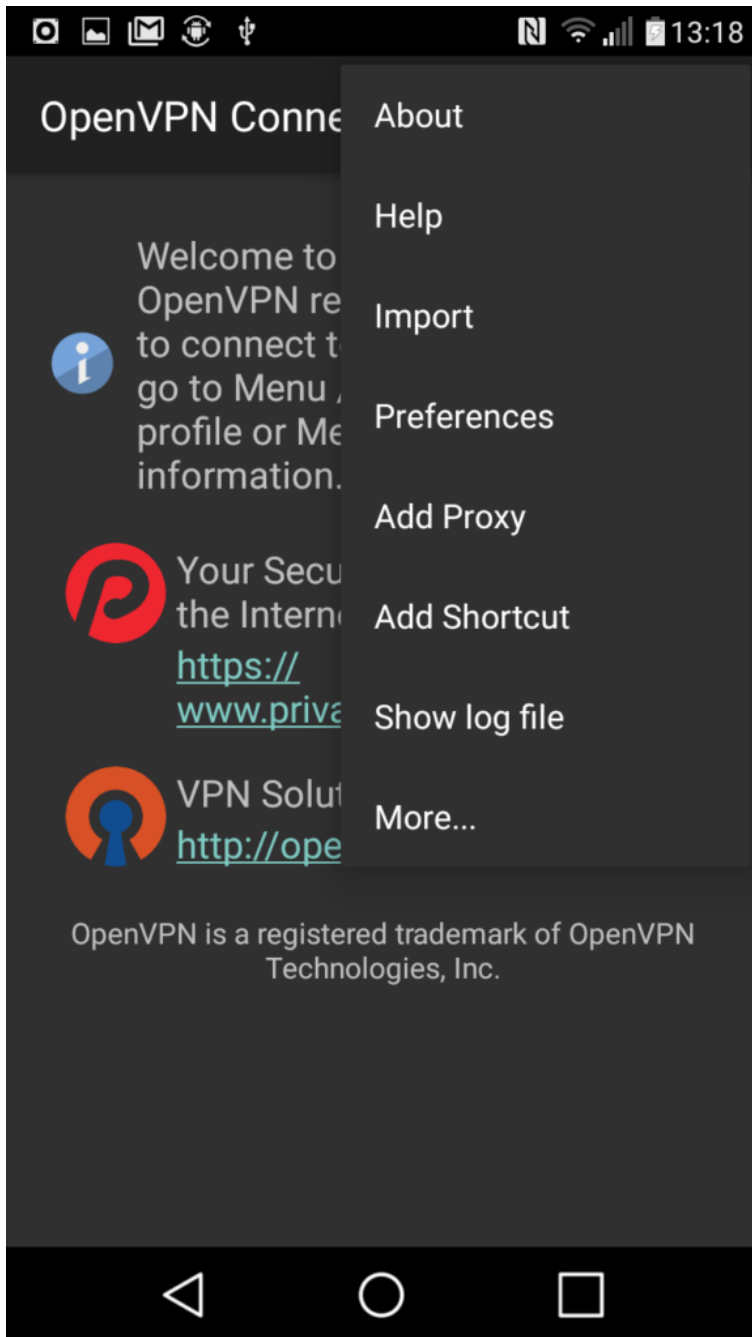 13:18
OpenVPN Conne
About
Help
Import
Preferences
Add Proxy
Add Shortcut
Show log file
More...
Welcome to
OpenVPN re
to connect t
go to Menu
profile or Me
information.
Your Secu
the Intern
https://
www.priva
VPN Solut
http://ope
OpenVPN is a registered trademark of OpenVPN
Technologies, Inc.